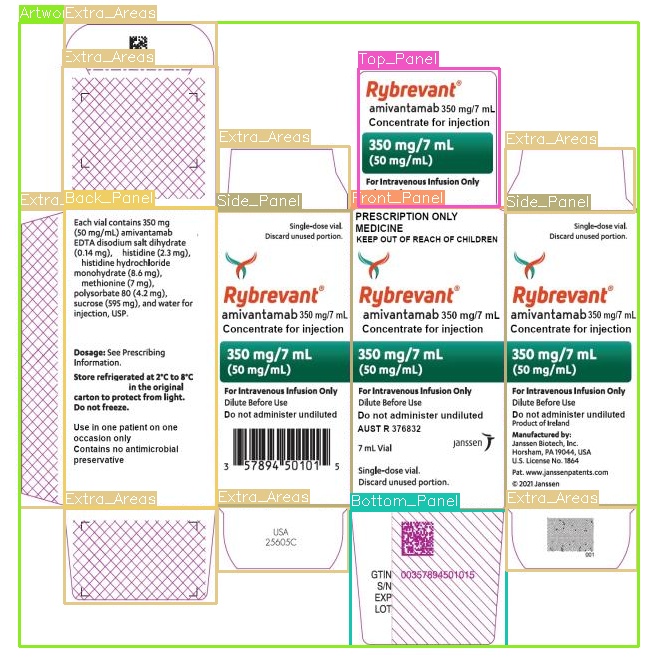 Artwo
Extra_Areas
Extra_Areas
Top_Panel
Rybrevant®
amivantamab 350 mg/7 mL
Concentrate for injection
350 mg/7 mL
(50 mg/mL)
For Intravenous Infusion Only
Extra_Areas
Extra_Areas
Extra
Back_Panel
Each vial contains 350 mg
(50 mg/mL) amivantamab
EDTA disodium salt dihydrate
(0.14 mg), histidine (2.3 mg),
histidine hydrochloride
monohydrate (8.6 mg),
methionine (7 mg),
polysorbate 80 (4.2 mg),
sucrose (595 mg), and water for
injection, USP.
Dosage: See Prescribing
Information.
Store refrigerated at 2°C to 8°C
in the original
carton to protect from light.
Do not freeze.
Use in one patient on one
occasion only
Contains no antimicrobial
preservative
Side_Panel
Single-dose vial.
Discard unused portion.
Rybrevant®
amivantamab 350 mg/7 mL
Concentrate for injection
350 mg/7 mL
(50 mg/mL)
For Intravenous Infusion Only
Dilute Before Use
Do not administer undiluted
3 57894 50101 5
Front_Panel
PRESCRIPTION ONLY
MEDICINE
KEEP OUT OF REACH OF CHILDREN
Rybrevant®
amivantamab 350 mg/7 mL
Concentrate for injection
350 mg/7 mL
(50 mg/mL)
For Intravenous Infusion Only
Dilute Before Use
Do not administer undiluted
AUST R 376832
7 mL Vial
janssen
Single-dose vial.
Discard unused portion.
Side_Panel
Single-dose vial.
Discard unused portion.
Rybrevant®
amivantamab 350 mg/7 mL
Concentrate for injection
350 mg/7 mL
(50 mg/mL)
For Intravenous Infusion Only
Dilute Before Use
Do not administer undiluted
Product of Ireland
Manufactured by:
Janssen Biotech, Inc.
Horsham, PA 19044, USA
U.S. License No. 1864
Pat. www.janssenpatents.com
© 2021 Janssen
Extra_Areas
Extra_Areas
USA
25605C
Bottom_Panel
GTIN 00357894501015
S/N
EXP
LOT
Extra_Areas
001